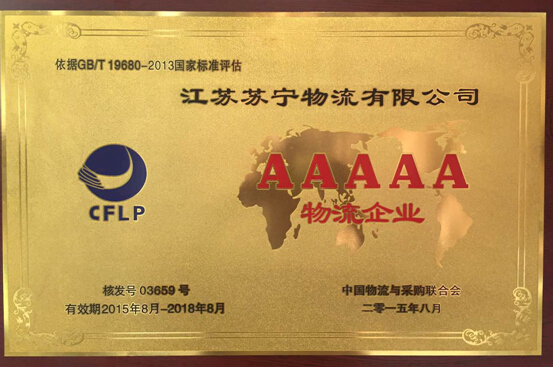 依据GB/T 19680-2013国家标准评估
江苏苏宁物流有限公司
CFLP
AAAAA
物流企业
核发号 03659 号
有效期2015年8月-2018年8月
中国物流与采购联合会
二〇一五年八月